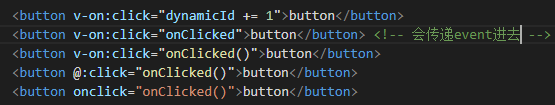 <button v-on:click="dynamicId += 1">button</button>
<button v-on:click="onClicked">button</button> <!-- 会传递event进去 -->
<button v-on:click="onClicked()">button</button>
<button @:click="onClicked()">button</button>
<button onclick="onClicked()">button</button>